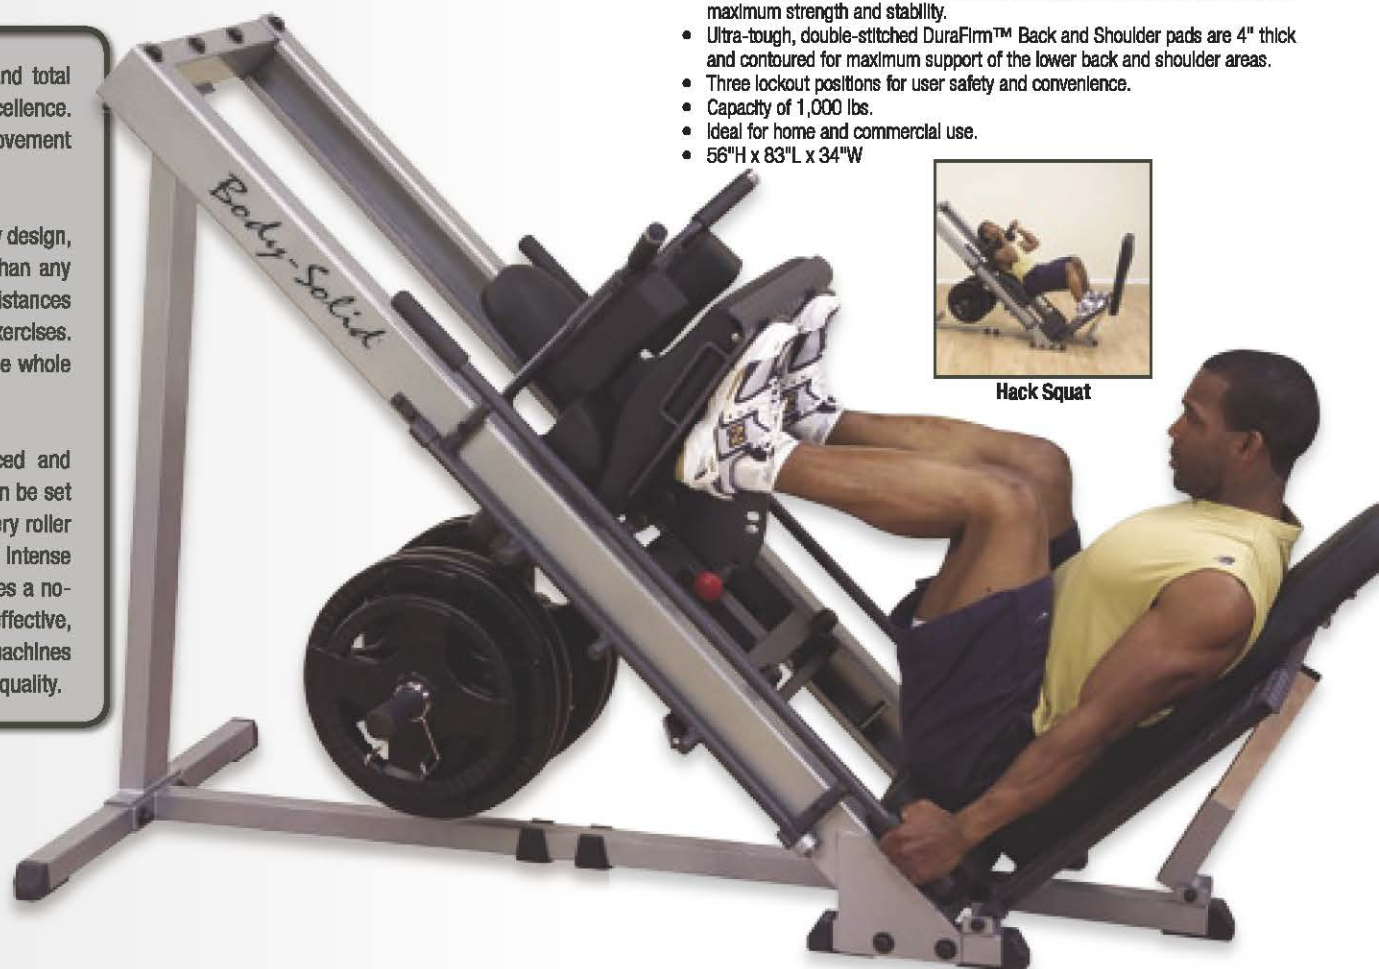 nd total
cellence.
ovement
design,
han any
istances
xercises.
e whole
ced and
n be set
ery roller
Intense
es a no-
ffective,
achines
quality.
maximum strength and stability.
• Ultra-tough, double-stitched DuraFirm™ Back and Shoulder pads are 4" thick
and contoured for maximum support of the lower back and shoulder areas.
• Three lockout positions for user safety and convenience.
• Capacity of 1,000 lbs.
• Ideal for home and commercial use.
• 56"H x 83"L x 34"W
Hack Squat
Body-Solid